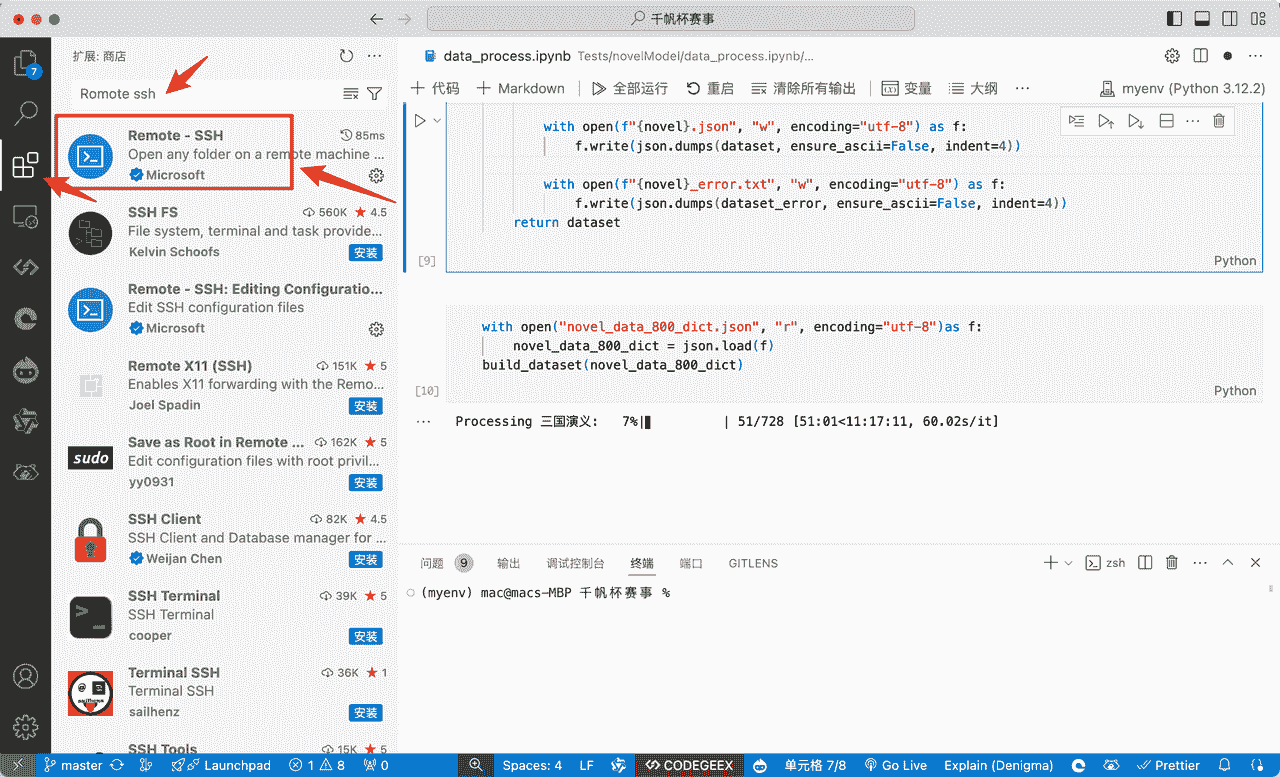 千帆杯赛事
7
扩展: 商店
Romote ssh
Remote - SSH 85ms
Open any folder on a remote machine ...
Microsoft
SSH FS 560K 4.5
File system, terminal and task provide...
Kelvin Schoofs 安装
Remote - SSH: Editing Configuratio...
Edit SSH configuration files
Microsoft
Remote X11 (SSH) 151K 5
Enables X11 forwarding with the Remo...
Joel Spadin 安装
sudo
Save as Root in Remote ... 162K 5
Edit configuration files with root privil...
yy0931 安装
SSH Client 82K 4.5
SSH Client and Database manager for ...
Weijan Chen 安装
SSH Terminal 39K 5
SSH Terminal
cooper 安装
Terminal SSH 36K 1
Terminal SSH
sailhenz 安装
SSH Tools 15K 5
data_process.ipynb Tests/novelModel/data_process.ipynb/...
代码 Markdown 全部运行 重启 清除所有输出 变量 大纲 ... myenv (Python 3.12.2)
with open(f"{novel}.json", "w", encoding="utf-8") as f:
f.write(json.dumps(dataset, ensure_ascii=False, indent=4))
with open(f"{novel}_error.txt", "w", encoding="utf-8") as f:
f.write(json.dumps(dataset_error, ensure_ascii=False, indent=4))
return dataset
[9] Python
with open("novel_data_800_dict.json", "r", encoding="utf-8")as f:
novel_data_800_dict = json.load(f)
build_dataset(novel_data_800_dict)
[10] Python
... Processing 三国演义: 7%| | 51/728 [51:01<11:17:11, 60.02s/it]
问题 9 输出 调试控制台 终端 端口 GITLENS zsh
(myenv) mac@macs-MBP 千帆杯赛事 %
master Launchpad 1 8 0 Spaces: 4 LF CODEGEEX 单元格 7/8 Go Live Explain (Denigma) Prettier